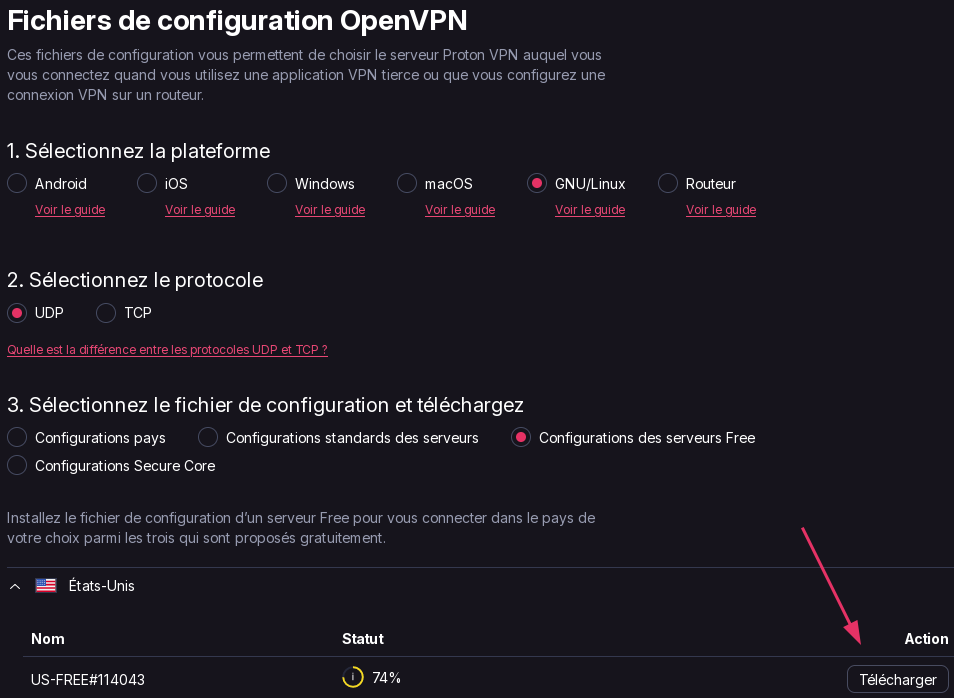 Fichiers de configuration OpenVPN
Ces fichiers de configuration vous permettent de choisir le serveur Proton VPN auquel vous
vous connectez quand vous utilisez une application VPN tierce ou que vous configurez une
connexion VPN sur un routeur.
1. Sélectionnez la plateforme
Android iOS Windows macOS GNU/Linux Routeur
Voir le guide Voir le guide Voir le guide Voir le guide Voir le guide Voir le guide
2. Sélectionnez le protocole
UDP TCP
Quelle est la différence entre les protocoles UDP et TCP ?
3. Sélectionnez le fichier de configuration et téléchargez
Configurations pays Configurations standards des serveurs Configurations des serveurs Free
Configurations Secure Core
Installez le fichier de configuration d’un serveur Free pour vous connecter dans le pays de
votre choix parmi les trois qui sont proposés gratuitement.
États-Unis
Nom Statut Action
US-FREE#114043 74% Télécharger